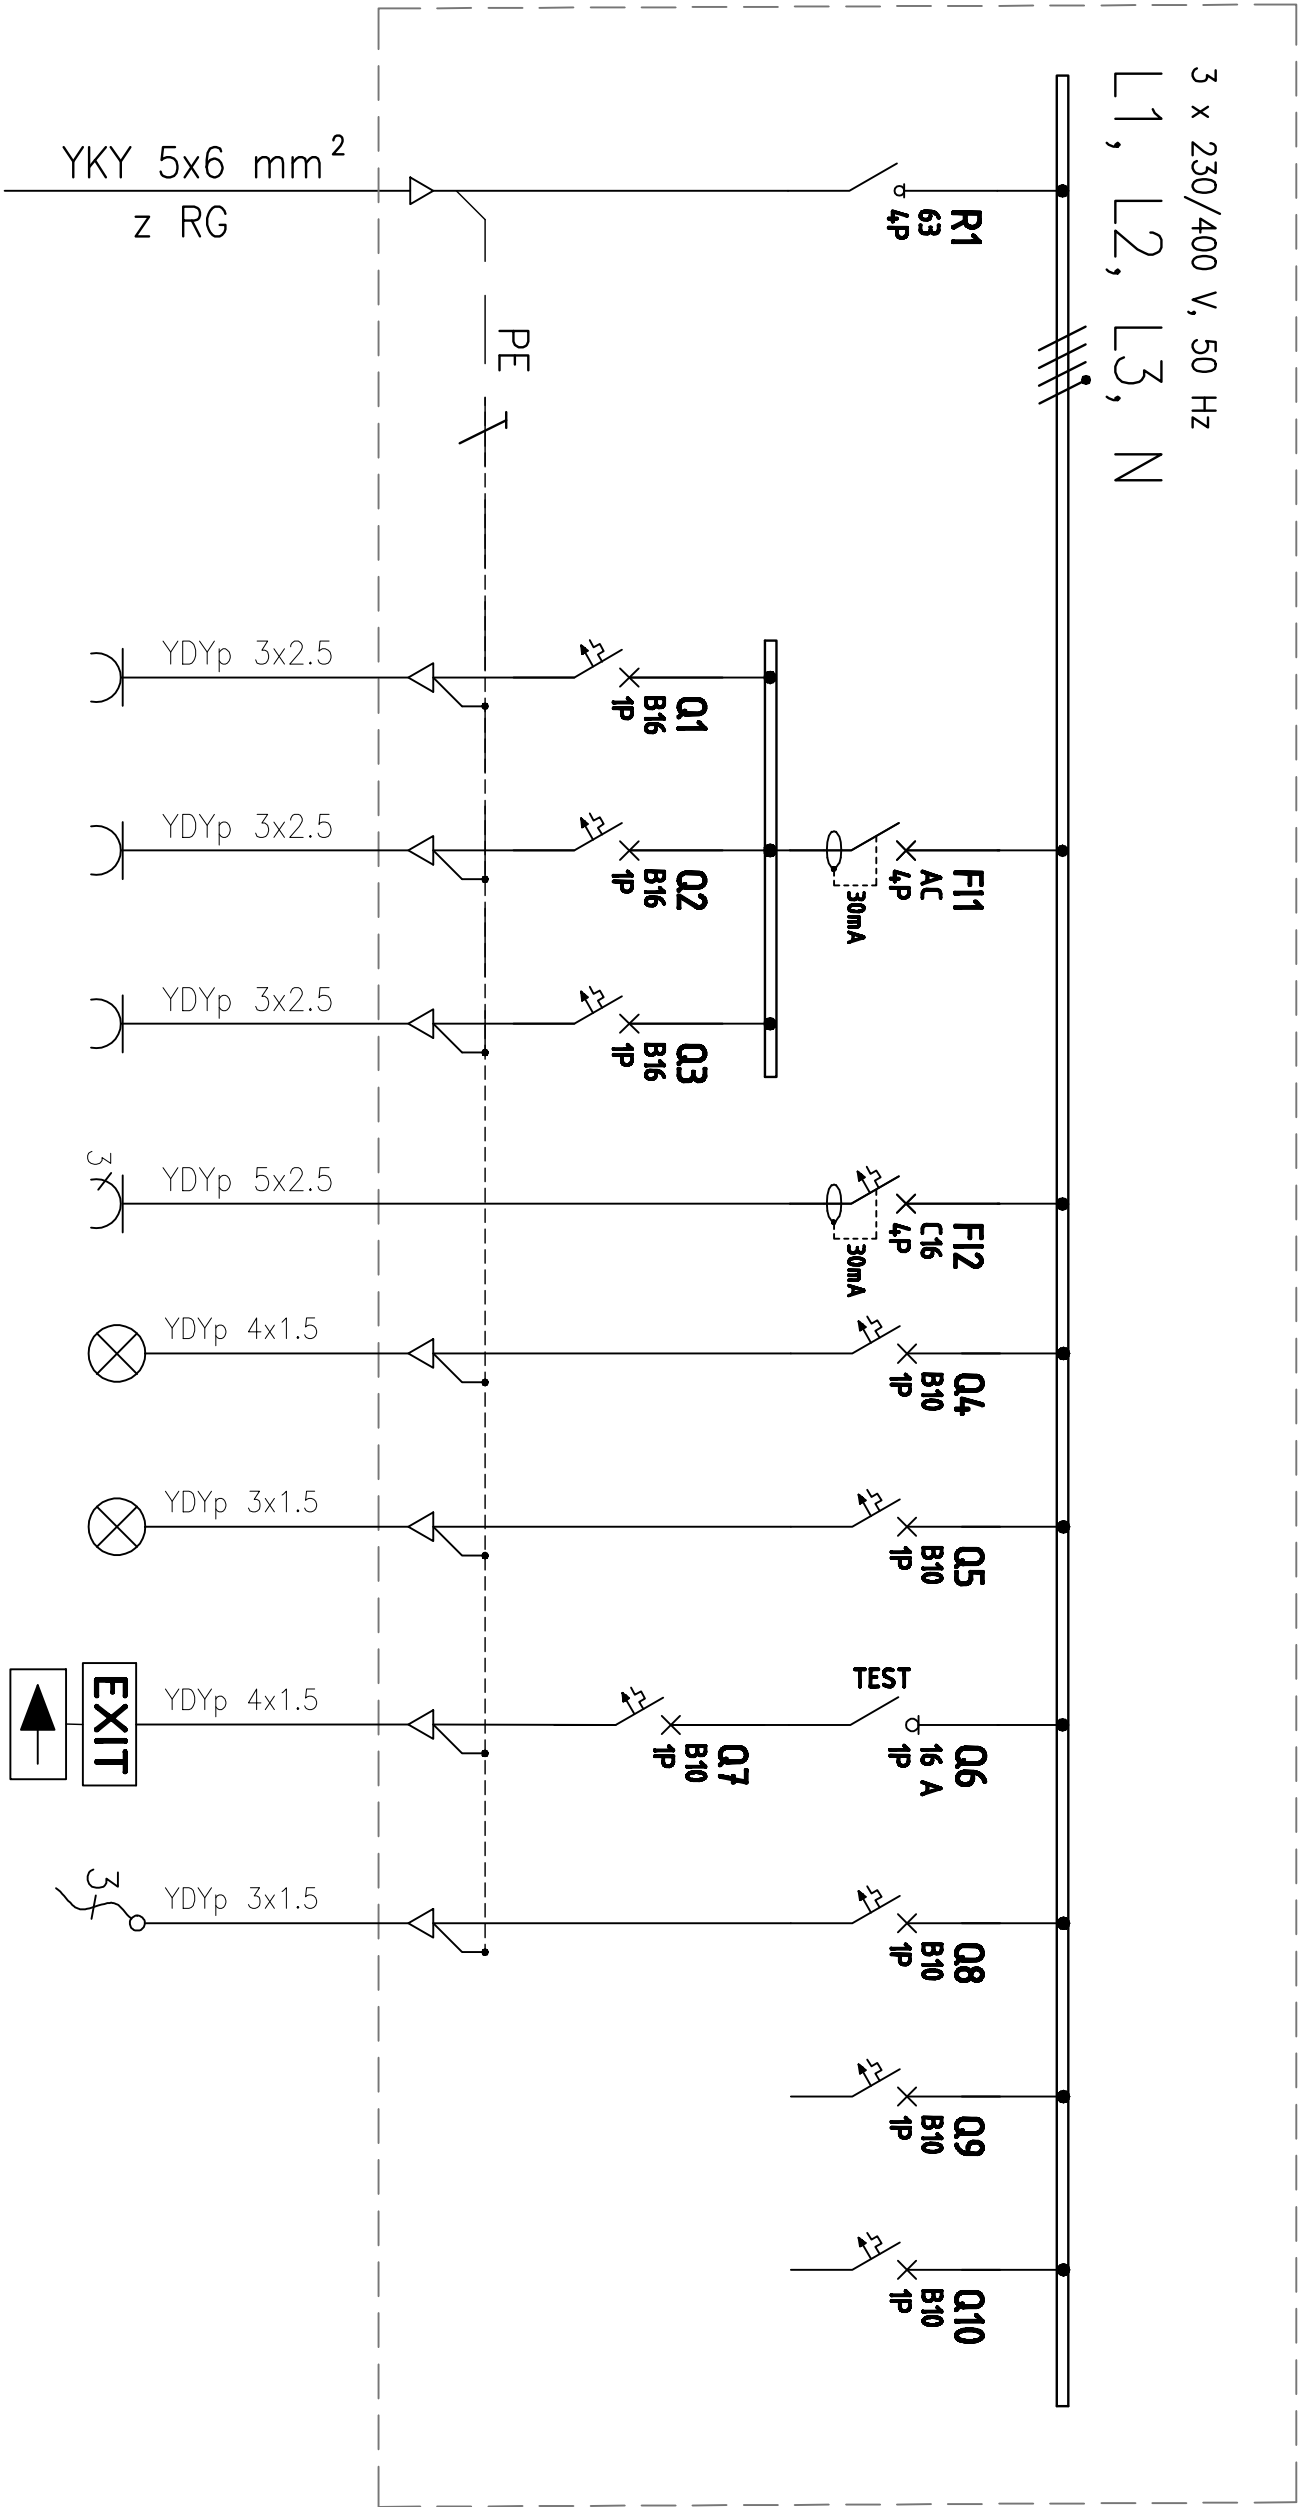 3 x 230/400 V, 50 Hz
L1, L2, L3, N
YKY 5x6 mm²
z RG
R1
63
4P
PE
YDYp 3x2.5
Q1
B16
1P
YDYp 3x2.5
Q2
B16
1P
FI1
AC
4P
30mA
YDYp 3x2.5
Q3
B16
1P
3
YDYp 5x2.5
FI2
C16
4P
30mA
YDYp 4x1.5
Q4
B10
1P
YDYp 3x1.5
Q5
B10
1P
EXIT
YDYp 4x1.5
Q7
B10
1P
TEST
Q6
16 A
1P
3
YDYp 3x1.5
Q8
B10
1P
Q9
B10
1P
Q10
B10
1P